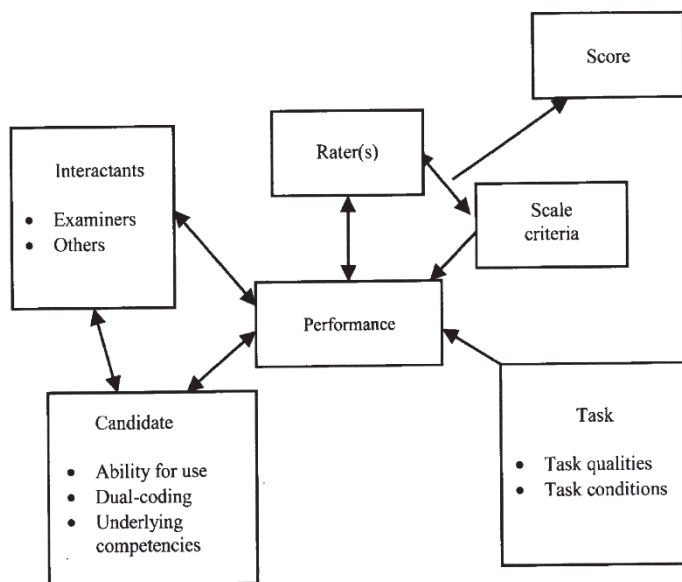 Score
Rater(s)
Interactants
• Examiners
• Others
Scale
criteria
Performance
Candidate
• Ability for use
• Dual-coding
• Underlying
competencies
Task
• Task qualities
• Task conditions